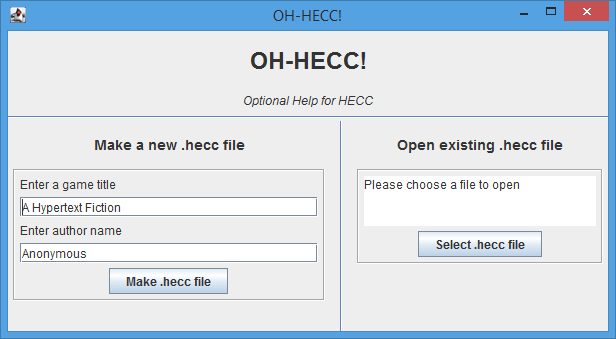 OH-HECC!
OH-HECC!
Optional Help for HECC
Make a new .hecc file
Enter a game title
A Hypertext Fiction
Enter author name
Anonymous
Make .hecc file
Open existing .hecc file
Please choose a file to open
Select .hecc file